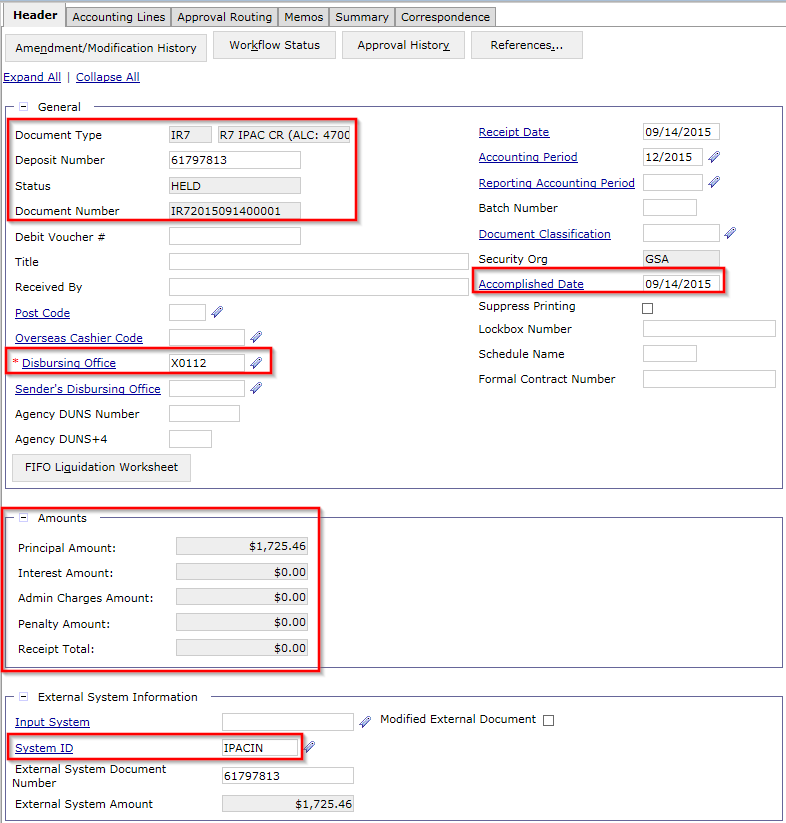 Header Accounting Lines Approval Routing Memos Summary Correspondence
Amendment/Modification History Workflow Status Approval History References...
Expand All | Collapse All
General
Document Type IR7 R7 IPAC CR (ALC: 4700
Deposit Number 61797813
Status HELD
Document Number IR72015091400001
Debit Voucher #
Title
Received By
Post Code
Overseas Cashier Code
* Disbursing Office X0112
Sender's Disbursing Office
Agency DUNS Number
Agency DUNS+4
FIFO Liquidation Worksheet
Receipt Date 09/14/2015
Accounting Period 12/2015
Reporting Accounting Period
Batch Number
Document Classification
Security Org GSA
Accomplished Date 09/14/2015
Suppress Printing
Lockbox Number
Schedule Name
Formal Contract Number
Amounts
Principal Amount: $1,725.46
Interest Amount: $0.00
Admin Charges Amount: $0.00
Penalty Amount: $0.00
Receipt Total: $0.00
External System Information
Input System Modified External Document
System ID IPACIN
External System Document
Number 61797813
External System Amount $1,725.46